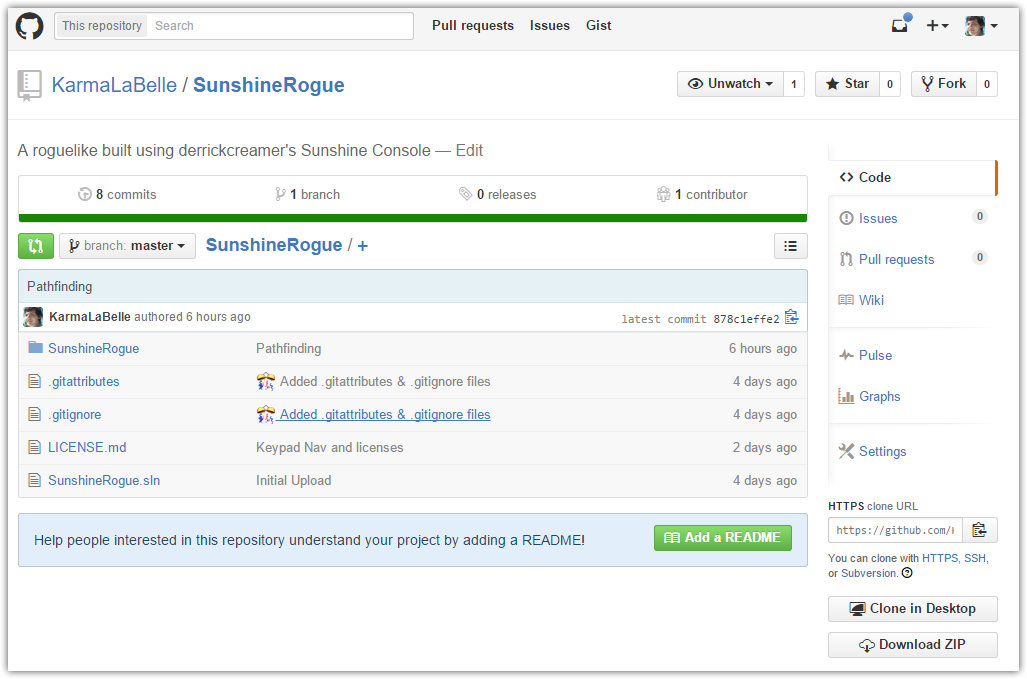 This repository Search Pull requests Issues Gist
KarmaLaBelle / SunshineRogue Unwatch 1 Star 0 Fork 0
A roguelike built using derrickcreamer's Sunshine Console — Edit
8 commits 1 branch 0 releases 1 contributor
branch: master SunshineRogue / +
Pathfinding
KarmaLaBelle authored 6 hours ago latest commit 878c1effe2
SunshineRogue Pathfinding 6 hours ago
.gitattributes Added .gitattributes & .gitignore files 4 days ago
.gitignore Added .gitattributes & .gitignore files 4 days ago
LICENSE.md Keypad Nav and licenses 2 days ago
SunshineRogue.sln Initial Upload 4 days ago
Help people interested in this repository understand your project by adding a README! Add a README
Code
Issues 0
Pull requests 0
Wiki
Pulse
Graphs
Settings
HTTPS clone URL
https://github.com/
You can clone with HTTPS, SSH,
or Subversion.
Clone in Desktop
Download ZIP